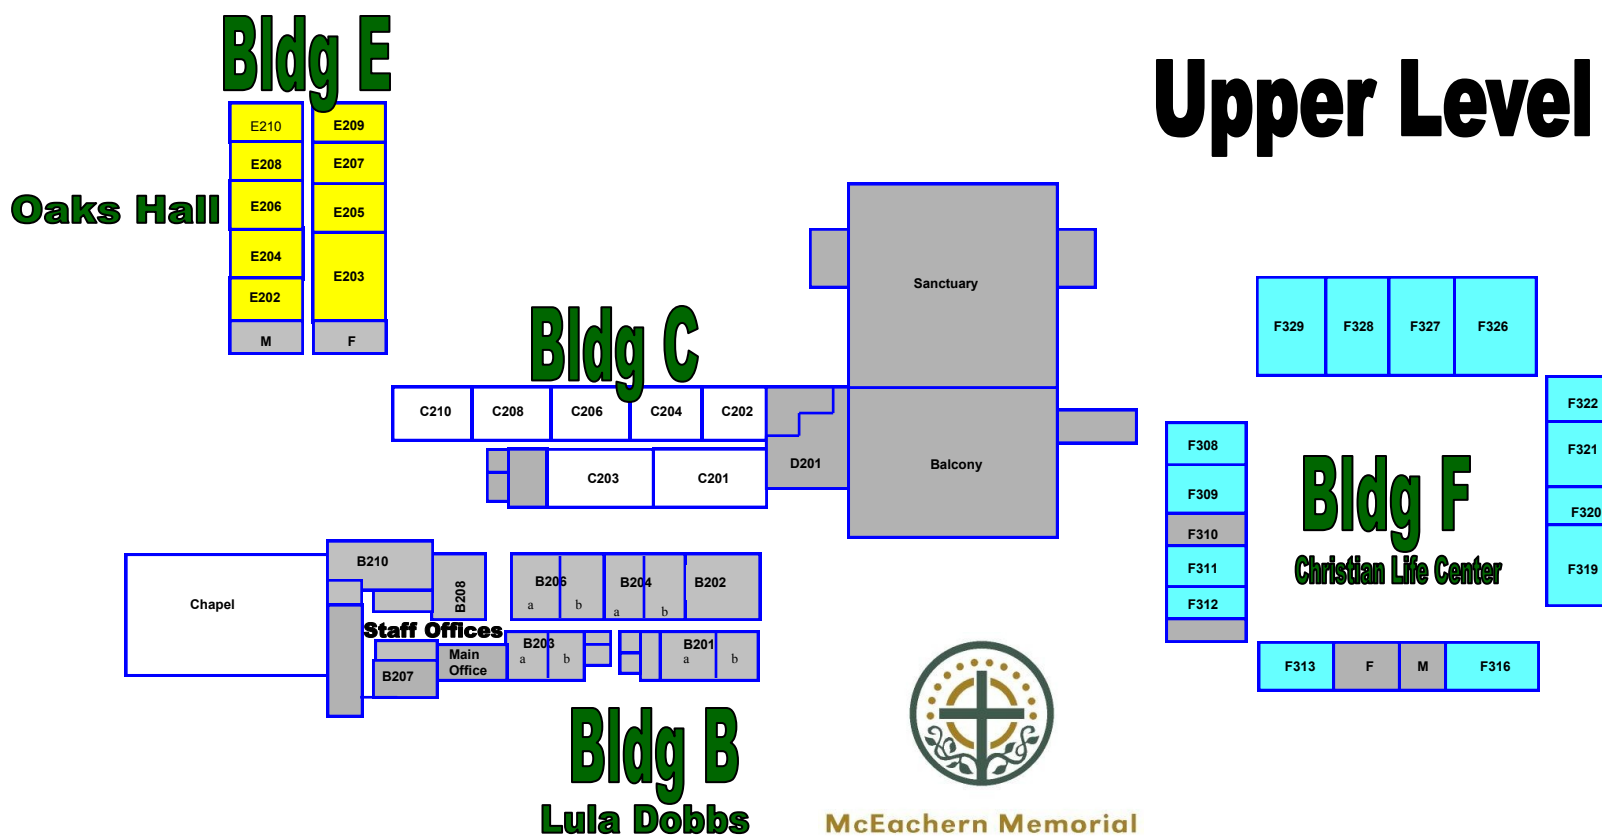 Bldg E
Upper Level
E210
E209
E208
E207
Oaks Hall
E206
E205
E204
E203
E202
M
F
Sanctuary
Bldg C
F329
F328
F327
F326
C210
C208
C206
C204
C202
F322
F308
D201
Balcony
F321
C203
C201
Bldg F
F309
F320
F310
Christian Life Center
F311
F319
F312
B210
B208
B206
a
b
B204
a
b
B202
Chapel
Staff Offices
Main
Office
B203
a
b
B201
a
b
B207
F313
F
M
F316
Bldg B
Lula Dobbs
McEachern Memorial